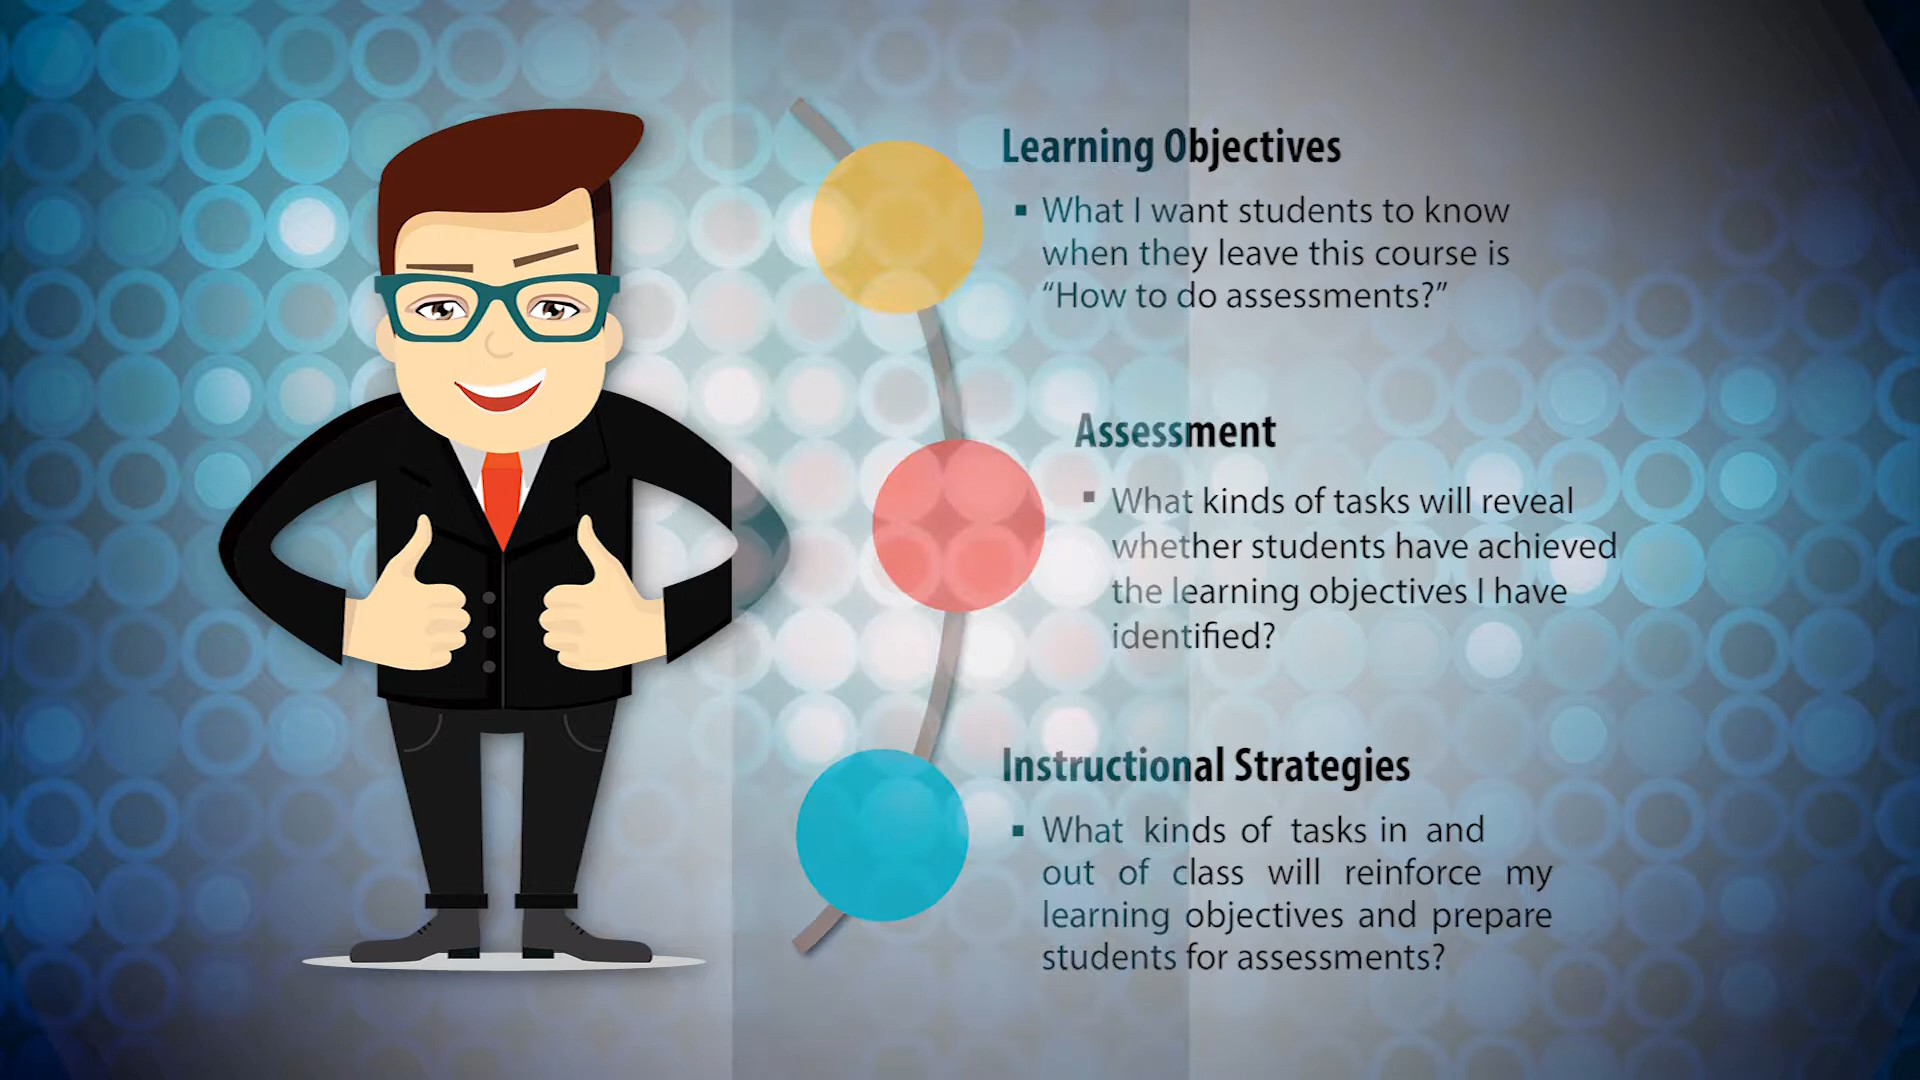 Learning Objectives
▪ What I want students to know
when they leave this course is
“How to do assessments?”
Assessment
▪ What kinds of tasks will reveal
whether students have achieved
the learning objectives I have
identified?
Instructional Strategies
▪ What kinds of tasks in and
out of class will reinforce my
learning objectives and prepare
students for assessments?